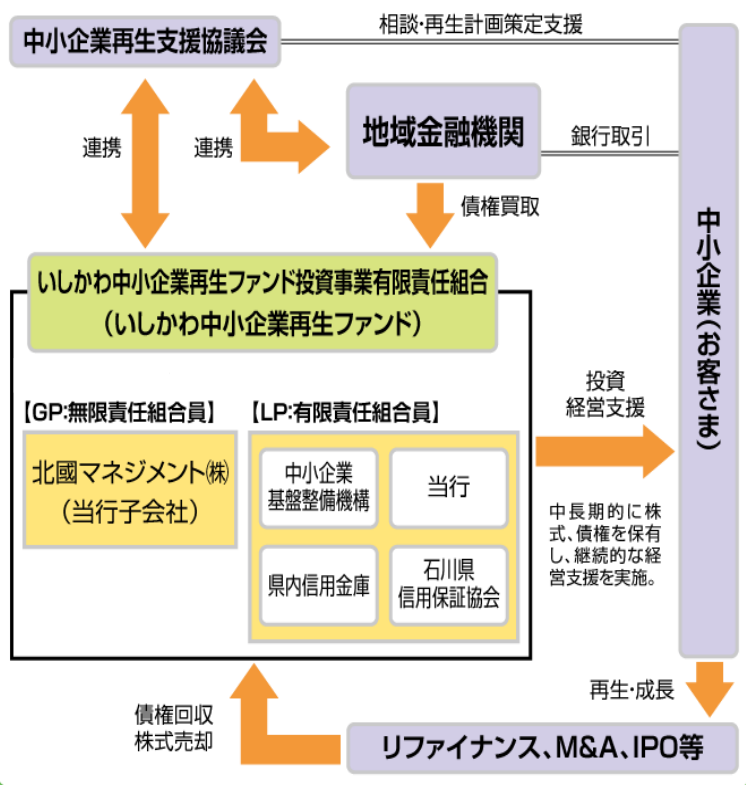 中小企業再生支援協議会
相談・再生計画策定支援
連携
連携
地域金融機関
銀行取引
債権買取
中小企業(お客さま)
いしかわ中小企業再生ファンド投資事業有限責任組合
(いしかわ中小企業再生ファンド)
【GP:無限責任組合員】
北國マネジメント㈱
(当行子会社)
【LP:有限責任組合員】
中小企業
基盤整備機構
当行
県内信用金庫
石川県
信用保証協会
投資
経営支援
中長期的に株
式、債権を保有
し、継続的な経
営支援を実施。
再生・成長
債権回収
株式売却
リファイナンス、M&A、IPO等